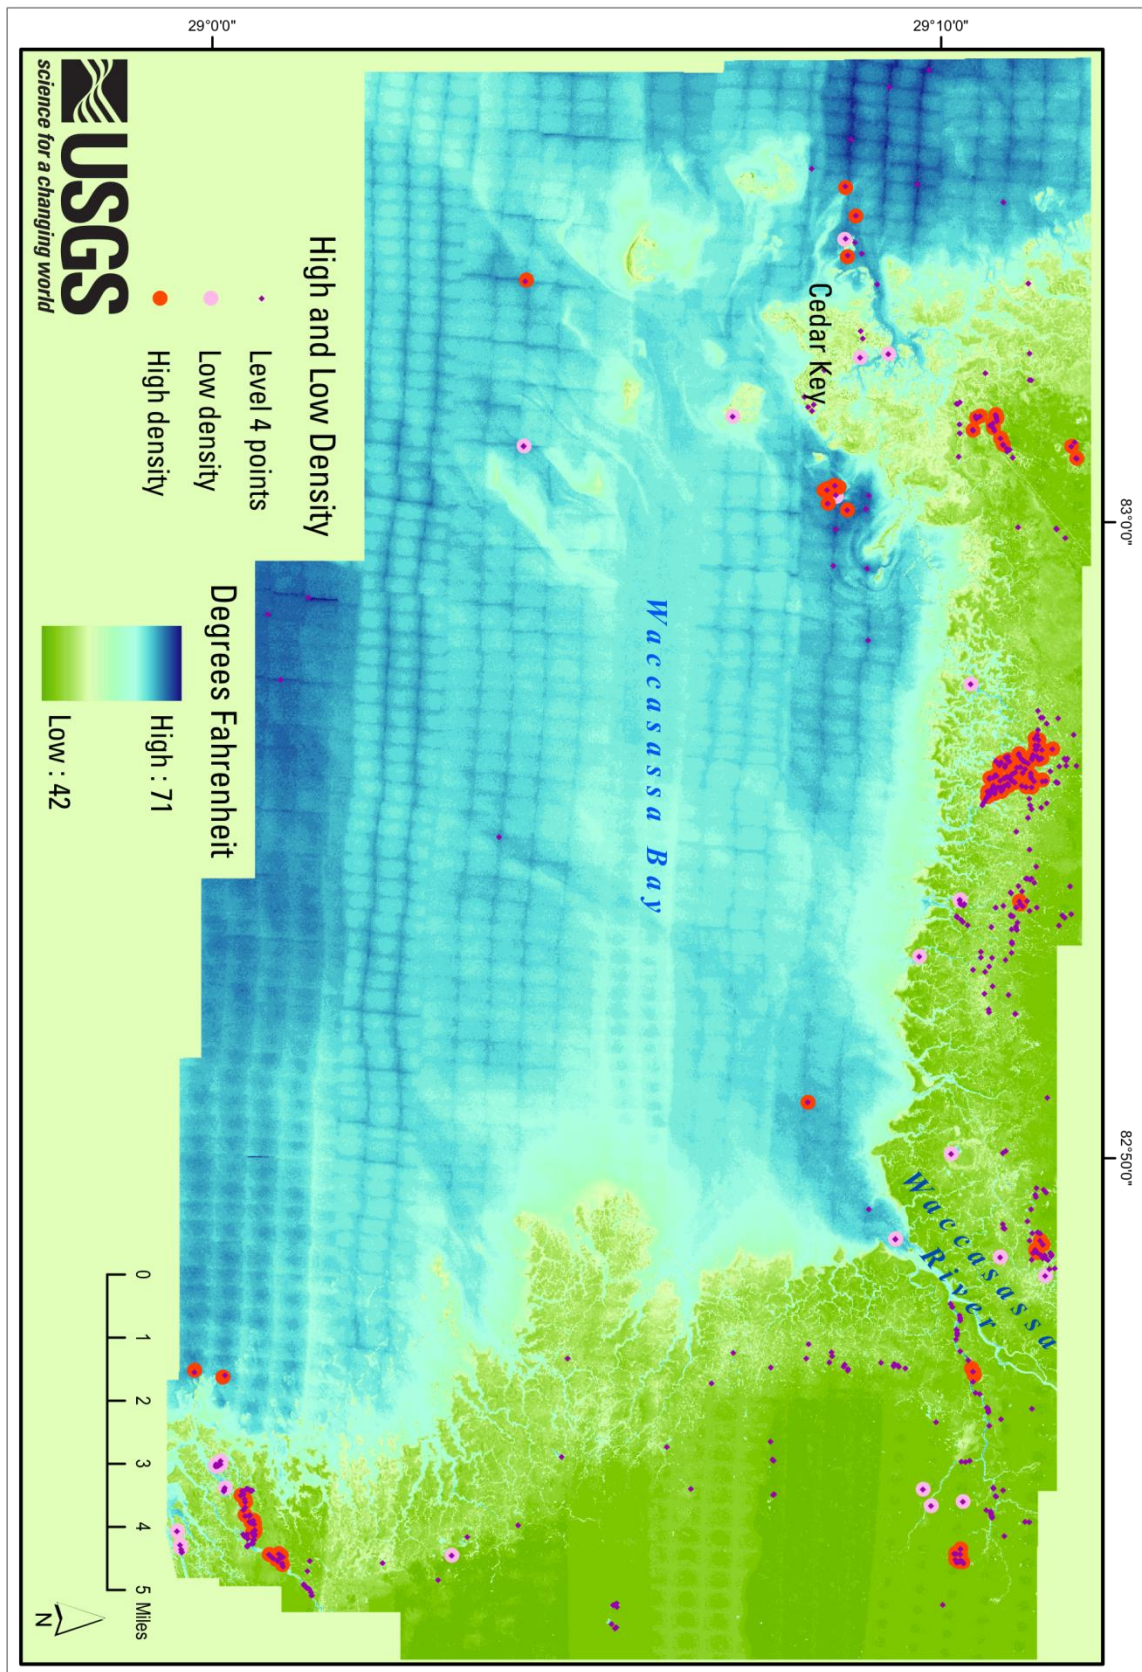 83°0'0"
82°50'0"
29°10'0"
29°0'0"
Cedar Key
Waccasassa
River
Waccasassa Bay
High and Low Density
Level 4 points
Low density
High density
Degrees Fahrenheit
High : 71
Low : 42
0 1 2 3 4 5 Miles
N
USGS
science for a changing world